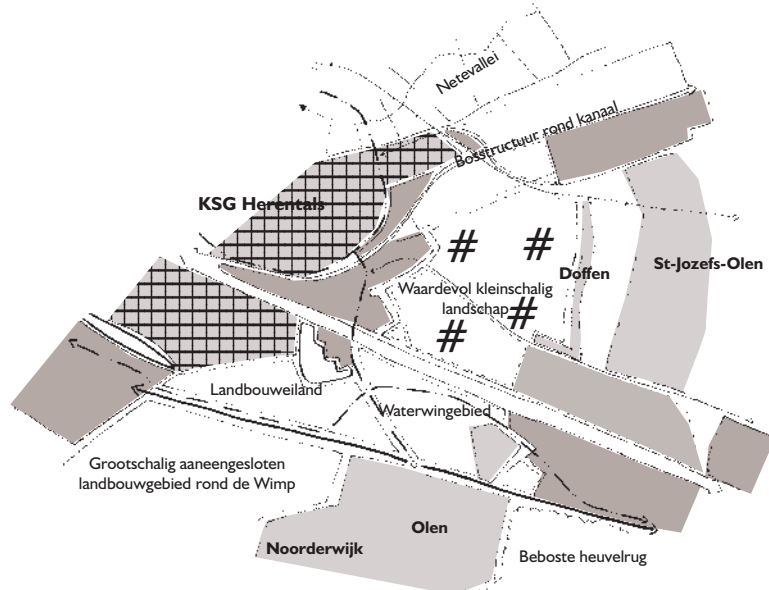 Netevallei
Bosstructuur rond kanaal
KSG Herentals
Doffen
St-Jozefs-Olen
Waardevol kleinschalig
landschap
#
#
#
#
Landbouweiland
Waterwingebied
Grootschalig aaneengesloten
landbouwgebied rond de Wimp
Olen
Noorderwijk
Beboste heuvelrug